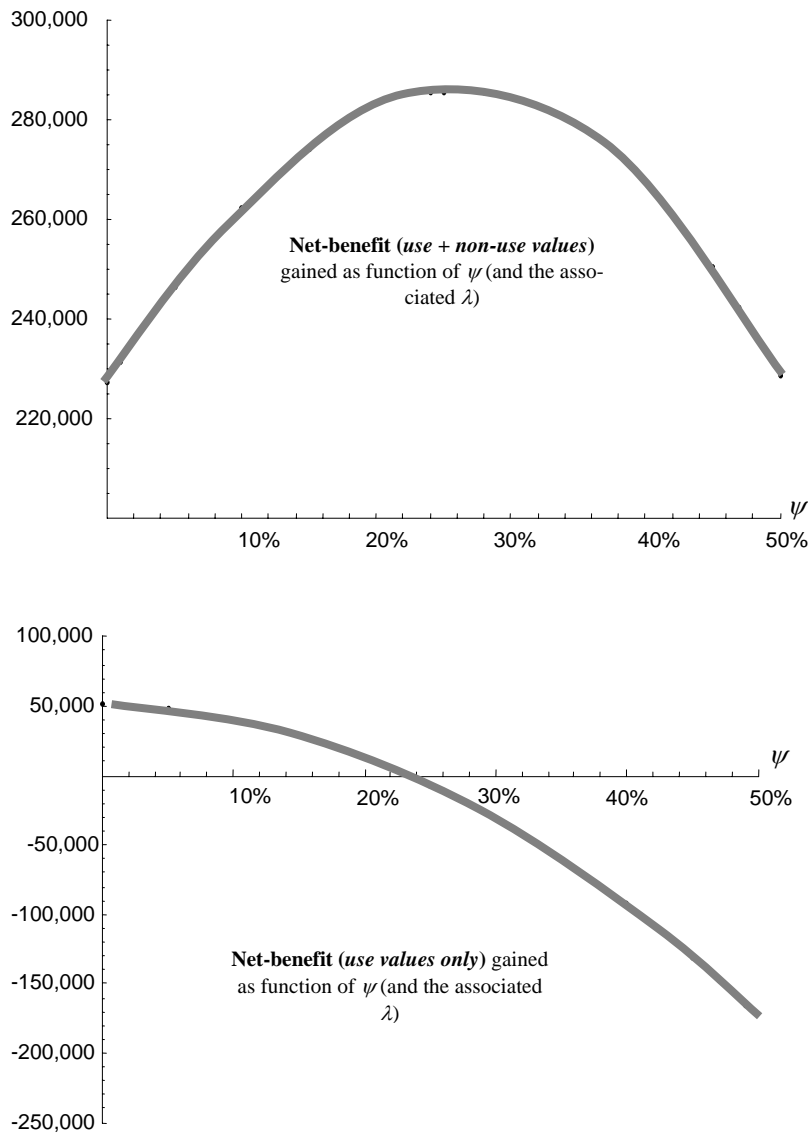 300,000
280,000
260,000
240,000
220,000
Net-benefit (use + non-use values)
gained as function of ψ (and the asso-
ciated λ)
ψ
10% 20% 30% 40% 50%
100,000
50,000
ψ
10% 20% 30% 40% 50%
-50,000
-100,000
-150,000
-200,000
-250,000
Net-benefit (use values only) gained
as function of ψ (and the associated
λ)